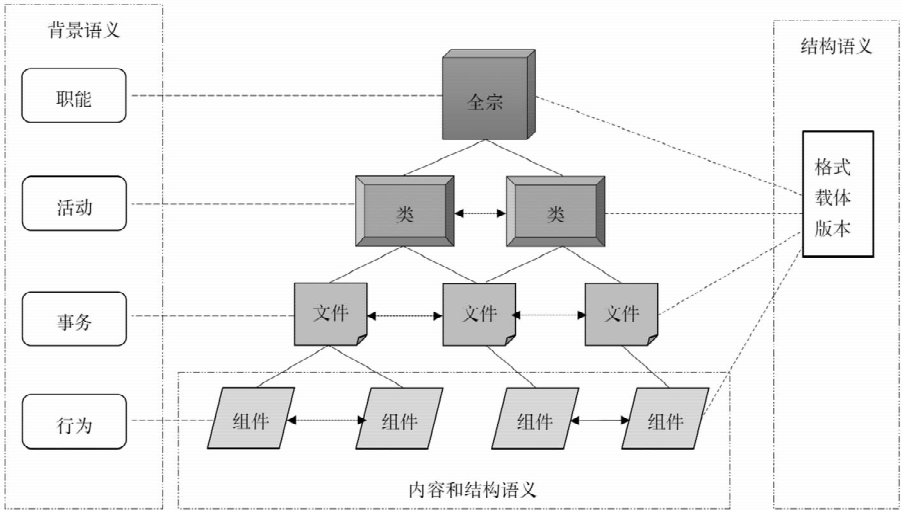 背景语义
结构语义
职能
全宗
格式
载体
版本
活动
类
类
事务
文件
文件
文件
行为
组件
组件
组件
组件
内容和结构语义